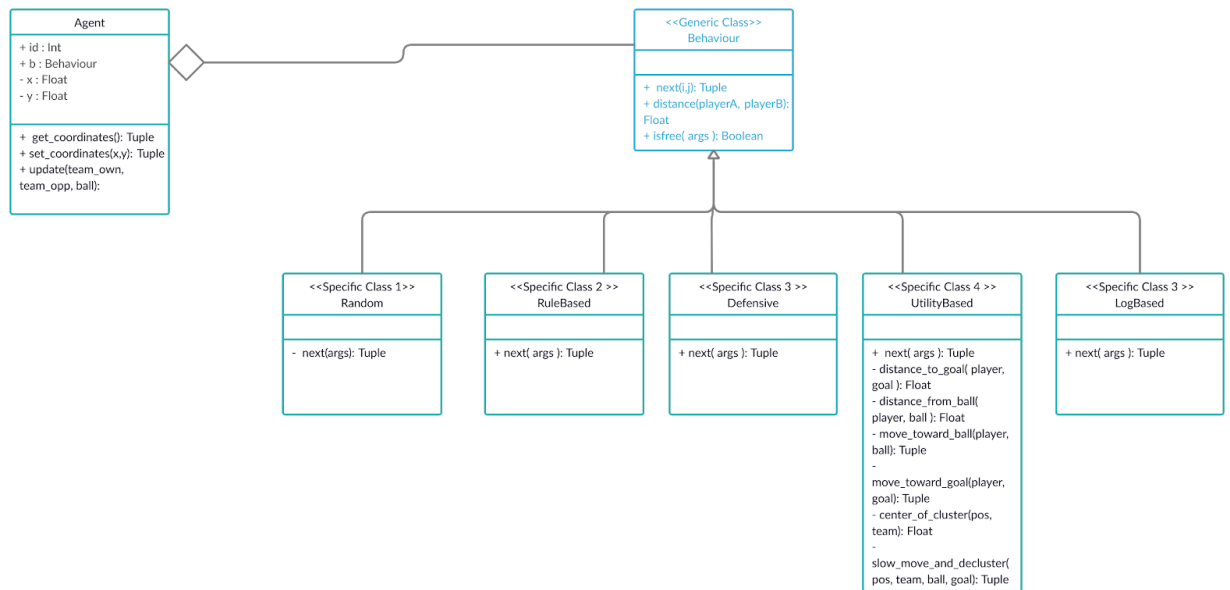 Agent
+ id : Int
+ b : Behaviour
- x : Float
- y : Float
+ get_coordinates(): Tuple
+ set_coordinates(x,y): Tuple
+ update(team_own,
team_opp, ball):
<<Generic Class>>
Behaviour
+ next(i,j): Tuple
+ distance(playerA, playerB):
Float
+ isfree( args ): Boolean
<<Specific Class 1>>
Random
- next(args): Tuple
<<Specific Class 2 >>
RuleBased
+ next( args ): Tuple
<<Specific Class 3 >>
Defensive
+ next( args ): Tuple
<<Specific Class 4 >>
UtilityBased
+ next( args ): Tuple
- distance_to_goal( player,
goal ): Float
- distance_from_ball(
player, ball ): Float
- move_toward_ball(player,
ball): Tuple
-
move_toward_goal(player,
goal): Tuple
- center_of_cluster(pos,
team): Float
-
slow_move_and_decluster(
pos, team, ball, goal): Tuple
<<Specific Class 3 >>
LogBased
+ next( args ): Tuple